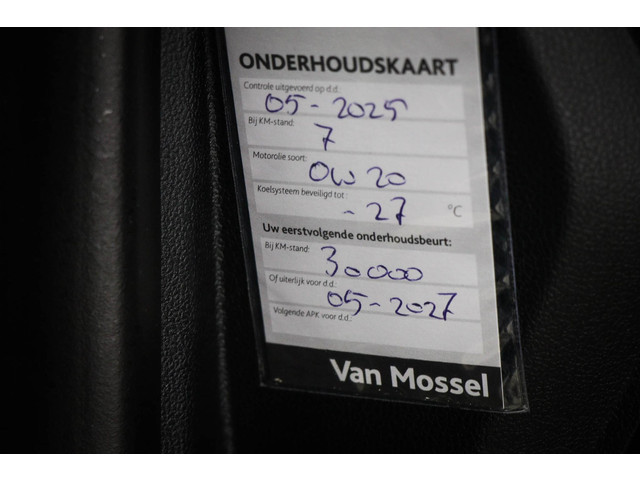 ONDERHOUDSKAART
Controle uitgevoerd op d.d.:
05-2025
Bij KM-stand: 7
Motorolie soort: 0W20
Koelsysteem beveiligd tot: -27 °C
Uw eerstvolgende onderhoudsbeurt:
Bij KM-stand: 30000
Of uiterlijk voor d.d.: 05-2027
Volgende APK voor d.d.:
Van Mossel